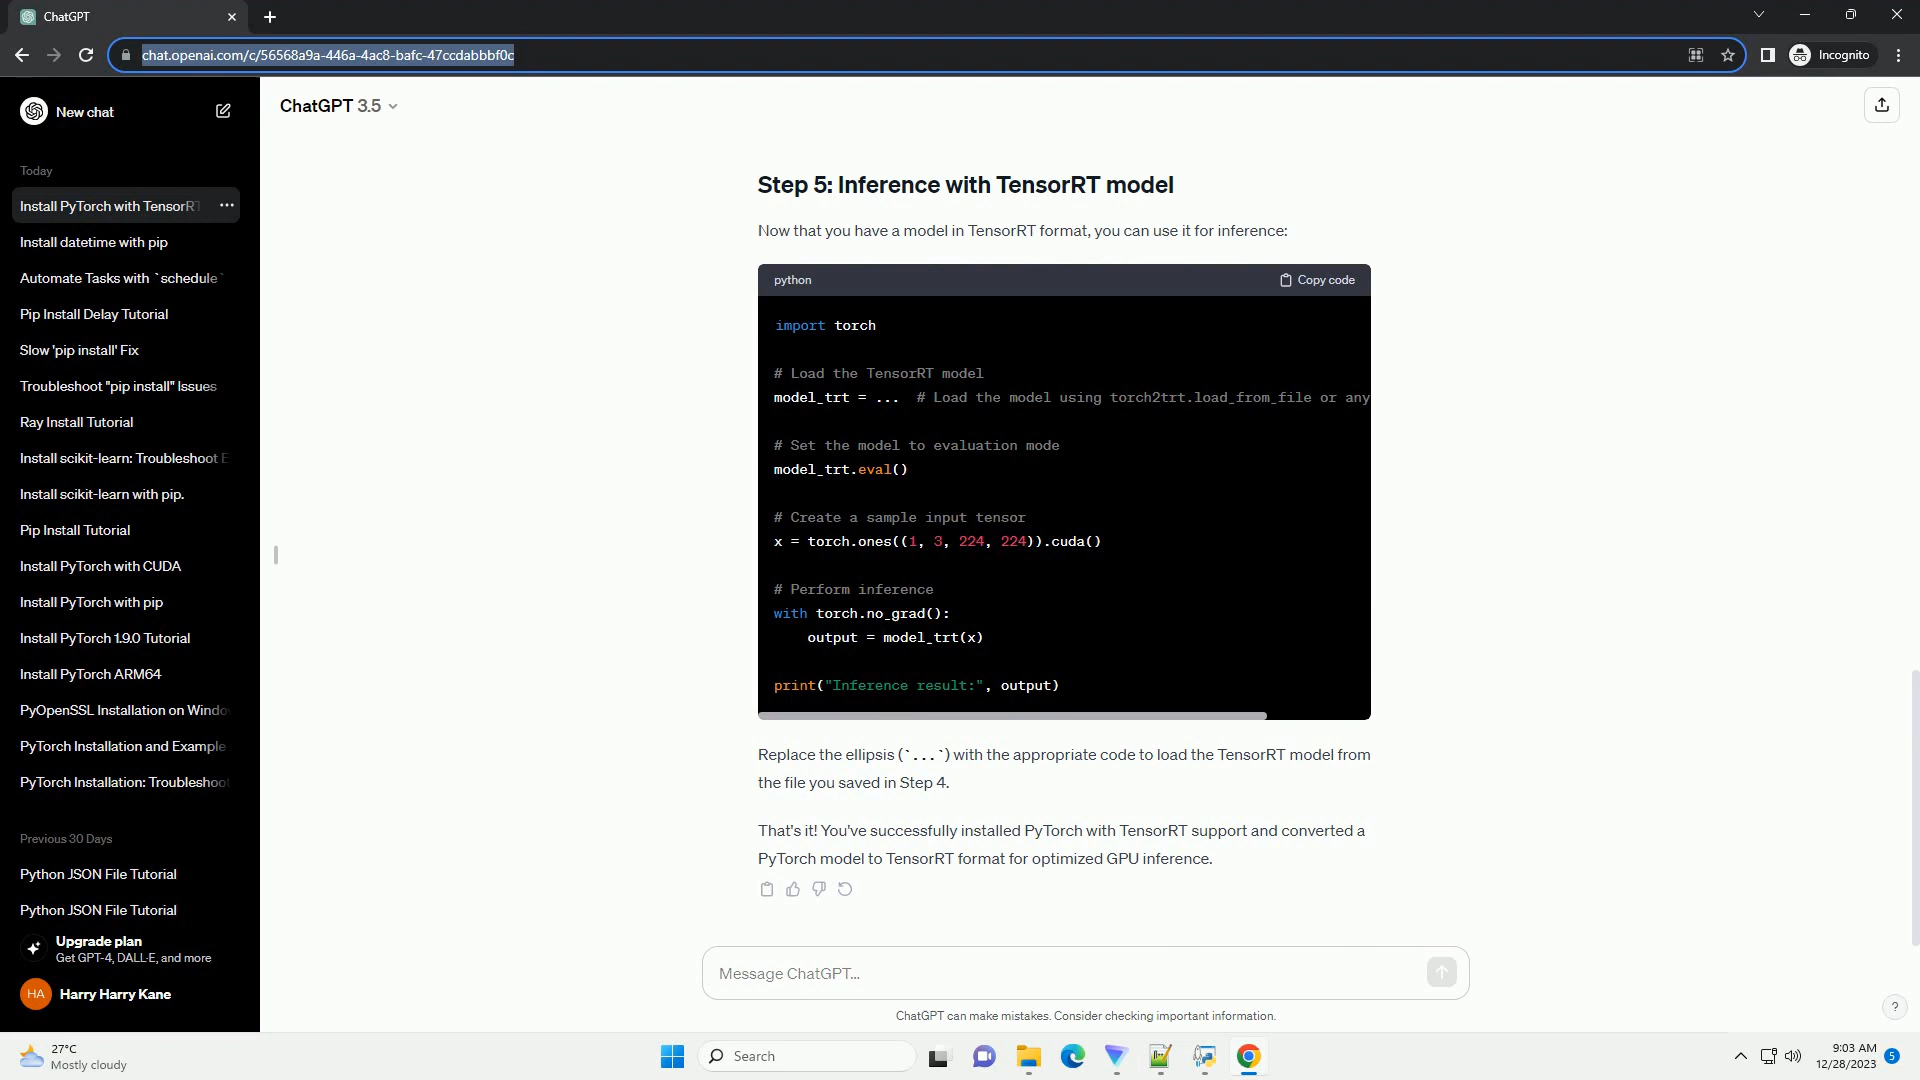 ChatGPT
chat.openai.com/c/56568a9a-446a-4ac8-bafc-47ccdabbbf0c
Incognito
New chat
ChatGPT 3.5
Today
Install PyTorch with TensorRT
Install datetime with pip
Automate Tasks with `schedule`
Pip Install Delay Tutorial
Slow 'pip install' Fix
Troubleshoot "pip install" Issues
Ray Install Tutorial
Install scikit-learn: Troubleshoot E
Install scikit-learn with pip.
Pip Install Tutorial
Install PyTorch with CUDA
Install PyTorch with pip
Install PyTorch 1.9.0 Tutorial
Install PyTorch ARM64
PyOpenSSL Installation on Windo
PyTorch Installation and Example
PyTorch Installation: Troubleshoot
Previous 30 Days
Python JSON File Tutorial
Python JSON File Tutorial
Upgrade plan
Get GPT-4, DALL·E, and more
HA
Harry Harry Kane
Step 5: Inference with TensorRT model
Now that you have a model in TensorRT format, you can use it for inference:
python
Copy code
import torch
# Load the TensorRT model
model_trt = ...  # Load the model using torch2trt.load_from_file or any
# Set the model to evaluation mode
model_trt.eval()
# Create a sample input tensor
x = torch.ones((1, 3, 224, 224)).cuda()
# Perform inference
with torch.no_grad():
    output = model_trt(x)
print("Inference result:", output)
Replace the ellipsis (`...`) with the appropriate code to load the TensorRT model from
the file you saved in Step 4.
That's it! You've successfully installed PyTorch with TensorRT support and converted a
PyTorch model to TensorRT format for optimized GPU inference.
Message ChatGPT...
ChatGPT can make mistakes. Consider checking important information.
?
27°C
Mostly cloudy
Search
9:03 AM
12/28/2023
5